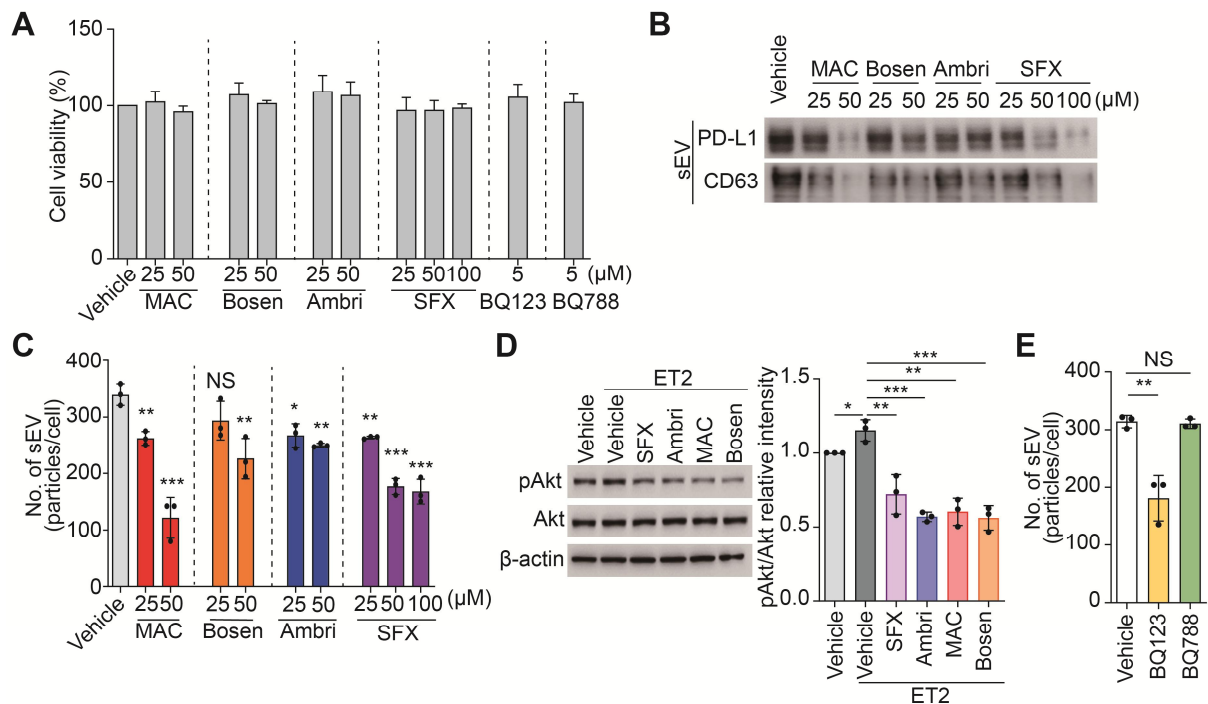 A
Cell viability (%)
150
100
50
0
Vehicle
25 50
25 50
25 50
25 50 100
5
5 (μM)
MAC
Bosen
Ambri
SFX
BQ123
BQ788
B
Vehicle
MAC Bosen Ambri SFX
25 50 25 50 25 50 25 50 100 (μM)
sEV
PD-L1
CD63
C
No. of sEV
(particles/cell)
400
300
200
100
0
** *** NS ** * ** ** *** ***
Vehicle
25 50 25 50 25 50 25 50 100 (μM)
MAC Bosen Ambri SFX
D
ET2
Vehicle Vehicle SFX Ambri MAC Bosen
pAkt
Akt
β-actin
pAkt/Akt relative intensity
1.5
1.0
0.5
0.0
***
**
***
* **
Vehicle Vehicle SFX Ambri MAC Bosen
ET2
E
No. of sEV
(particles/cell)
400
300
200
100
0
NS
**
Vehicle BQ123 BQ788